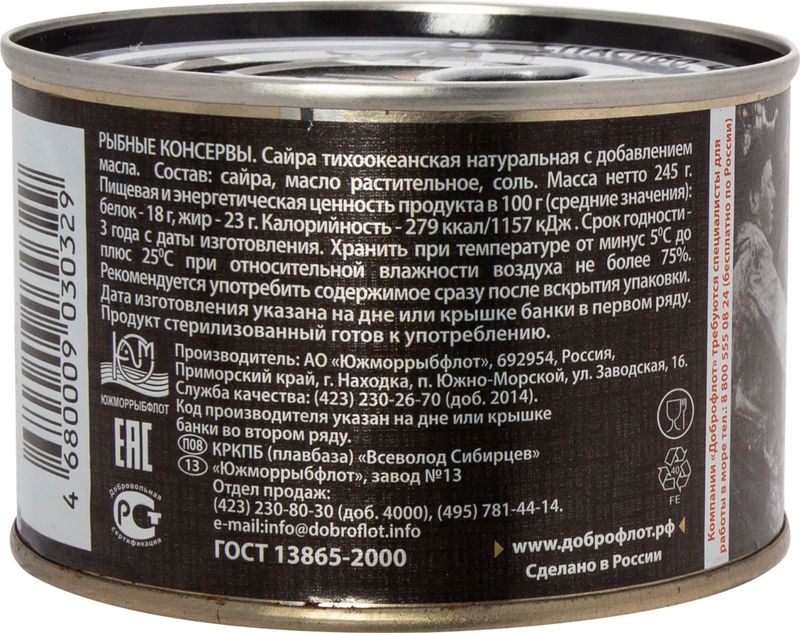 РЫБНЫЕ КОНСЕРВЫ. Сайра тихоокеанская натуральная с добавлением
масла. Состав: сайра, масло растительное, соль. Масса нетто 245 г.
Пищевая и энергетическая ценность продукта в 100 г (средние значения):
белок - 18 г, жир - 23 г. Калорийность - 279 ккал/1157 кДж . Срок годности -
3 года с даты изготовления. Хранить при температуре от минус 5⁰С до
плюс 25⁰С при относительной влажности воздуха не более 75%.
Рекомендуется употребить содержимое сразу после вскрытия упаковки.
Дата изготовления указана на дне или крышке банки в первом ряду.
Продукт стерилизованный готов к употреблению.
Производитель: АО «Южморрыбфлот», 692954, Россия,
Приморский край, г. Находка, п. Южно-Морской, ул. Заводская, 16.
Служба качества: (423) 230-26-70 (доб. 2014).
Код производителя указан на дне или крышке
банки во втором ряду.
П08 КРКПБ (плавбаза) «Всеволод Сибирцев»
13 «Южморрыбфлот», завод №13
Отдел продаж:
(423) 230-80-30 (доб. 4000), (495) 781-44-14.
e-mail:info@dobroflot.info
ГОСТ 13865-2000
ЮЖМОРРЫБФЛОТ
EAC
Добровольная
РСТ
сертификация
4 680009 030329
40
FE
www.доброфлот.рф
Сделано в России
Компании «Доброфлот» требуются специалисты для
работы в море тел.: 8 800 555 08 24 (бесплатно по России)